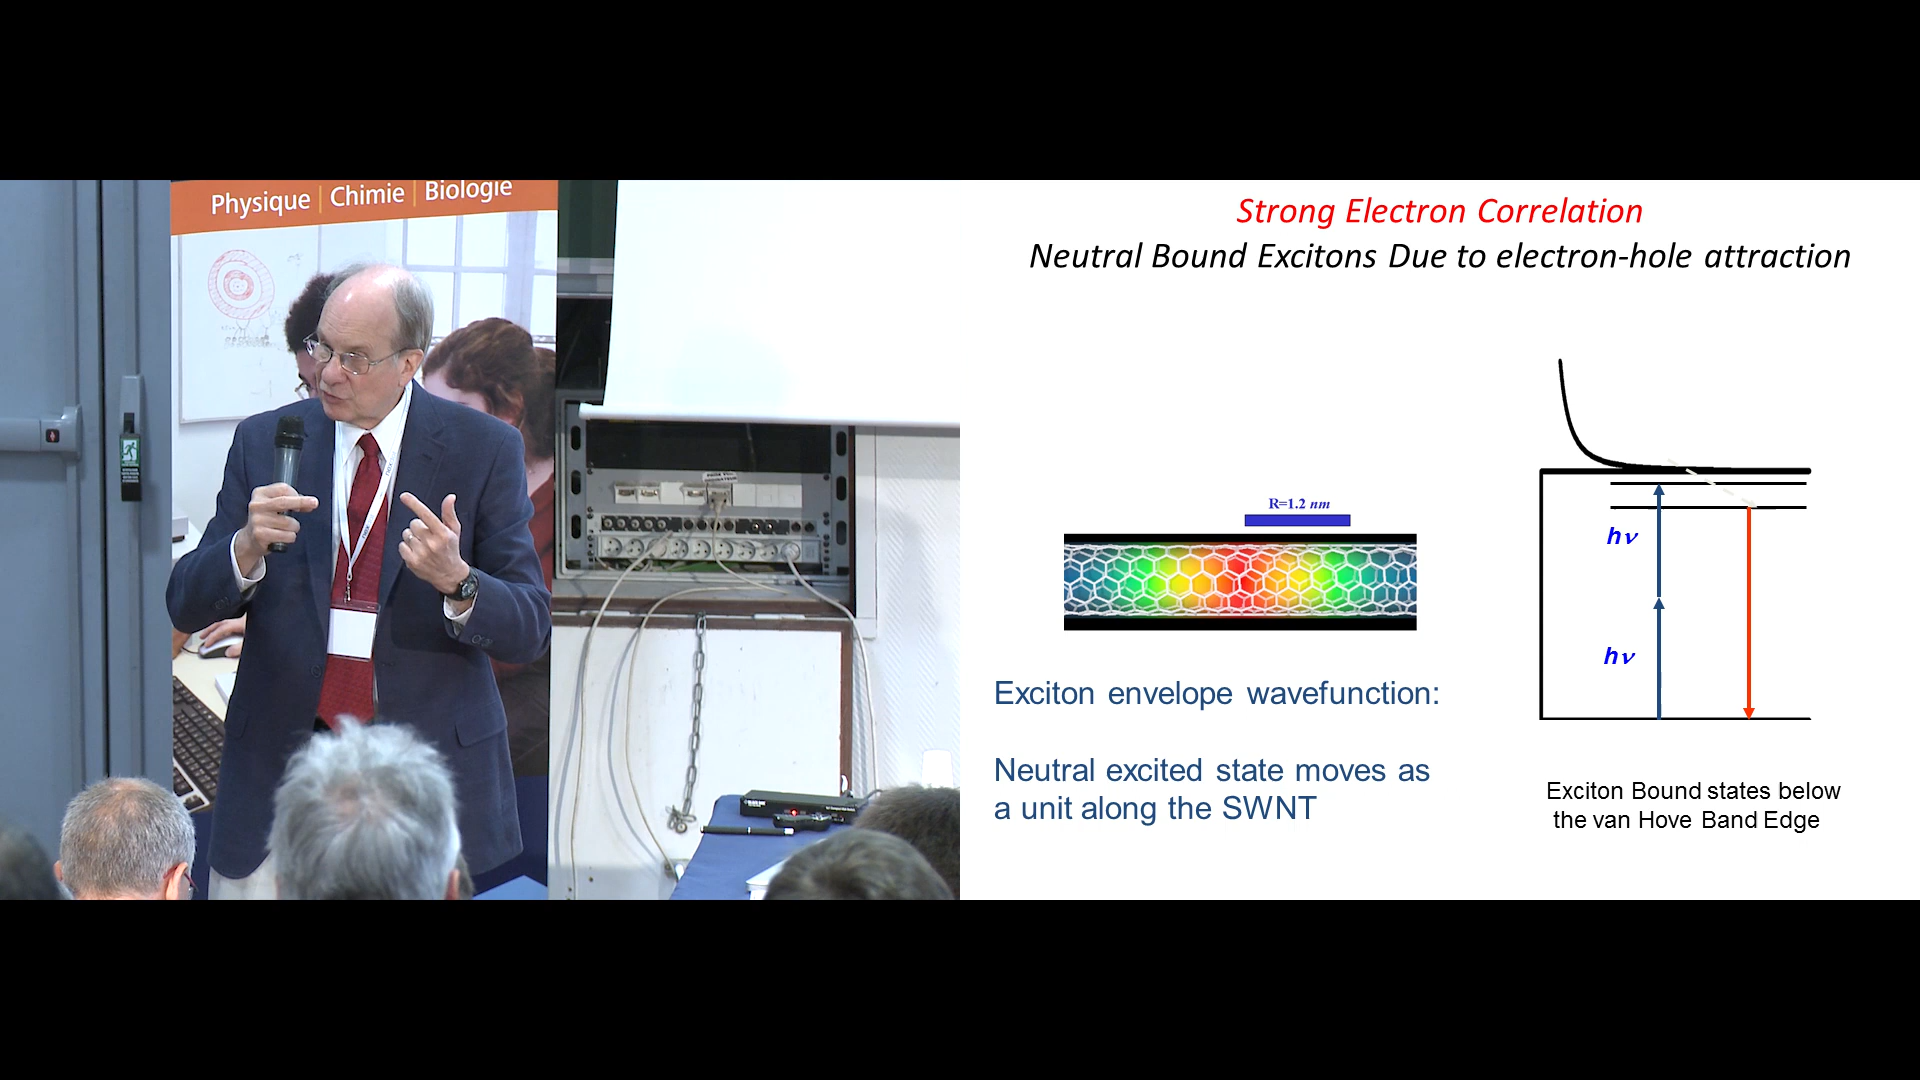 Physique | Chimie | Biologie
Strong Electron Correlation
Neutral Bound Excitons Due to electron-hole attraction
R=1.2 nm
hν
hν
Exciton envelope wavefunction:
Neutral excited state moves as
a unit along the SWNT
Exciton Bound states below
the van Hove Band Edge